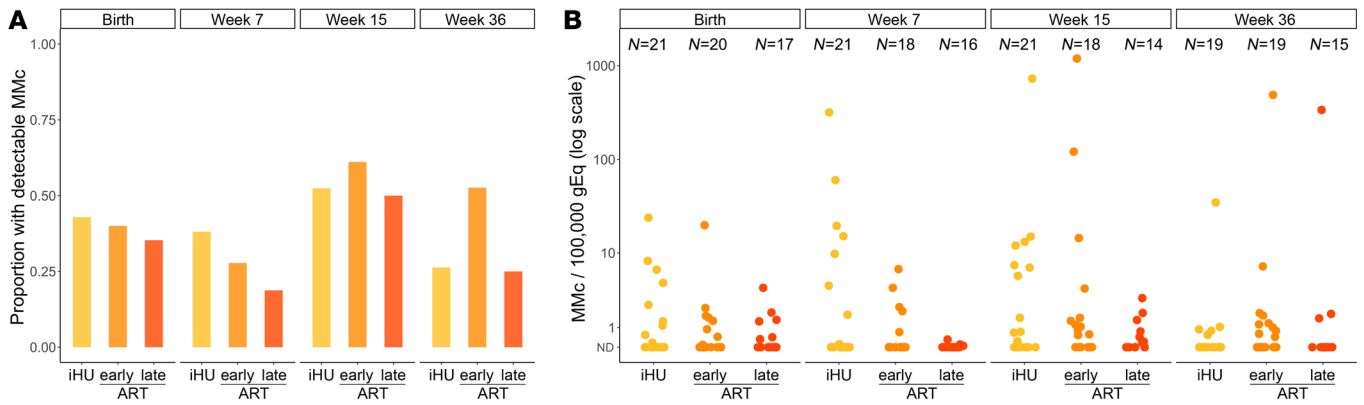 A
Birth
Week 7
Week 15
Week 36
Proportion with detectable MMc
1.00
0.75
0.50
0.25
0.00
iHU early late iHU early late iHU early late iHU early late
ART ART ART ART
B
Birth
Week 7
Week 15
Week 36
N=21 N=20 N=17 N=21 N=18 N=16 N=21 N=18 N=14 N=19 N=19 N=15
MMc / 100,000 gEq (log scale)
1000
100
10
1
ND
iHU early late iHU early late iHU early late iHU early late
ART ART ART ART